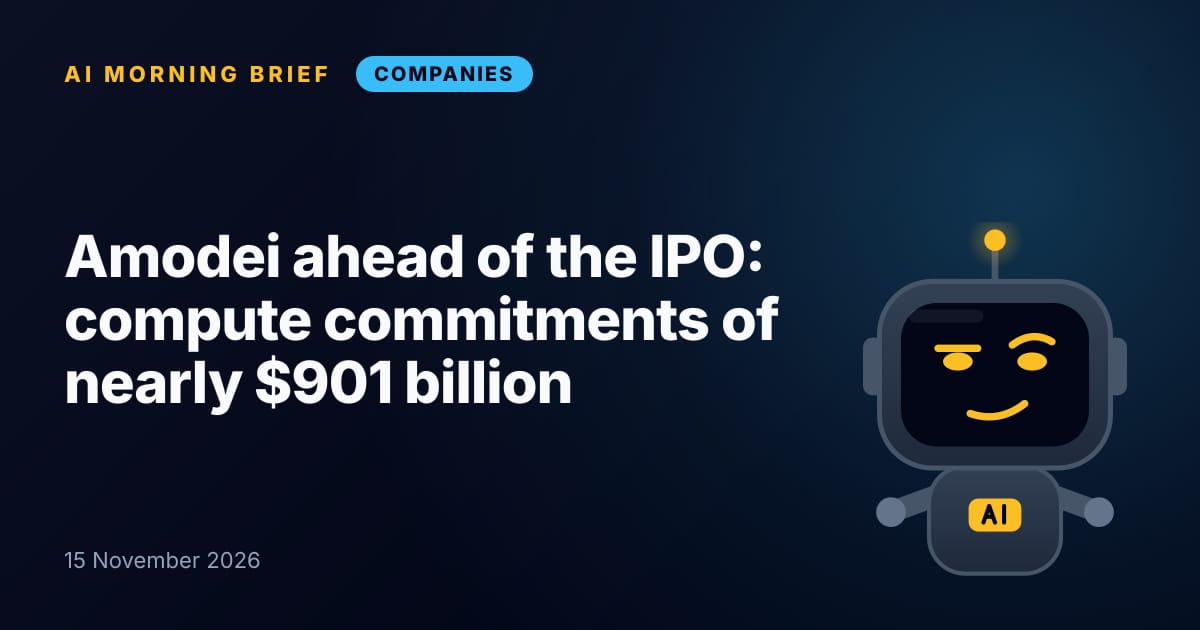 AI MORNING BRIEF
COMPANIES
Amodei ahead of the IPO:
compute commitments of
nearly $901 billion
AI
15 November 2026